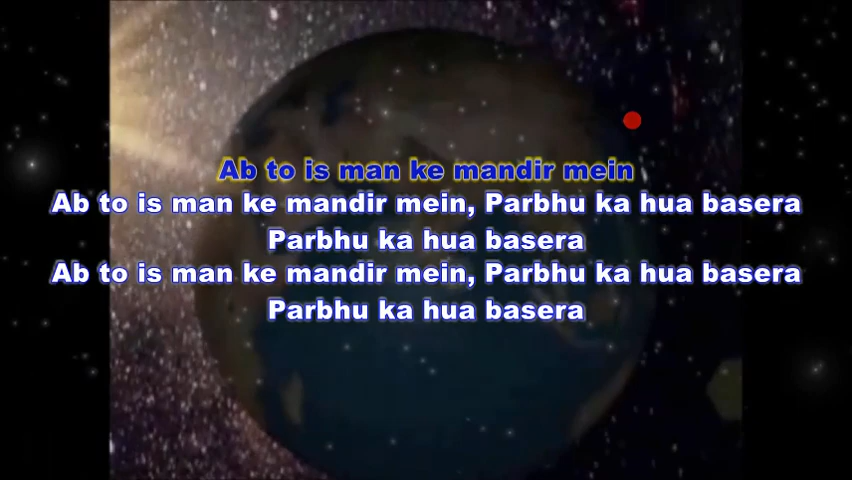 Ab to is man ke mandir mein
Ab to is man ke mandir mein, Parbhu ka hua basera
Parbhu ka hua basera
Ab to is man ke mandir mein, Parbhu ka hua basera
Parbhu ka hua basera